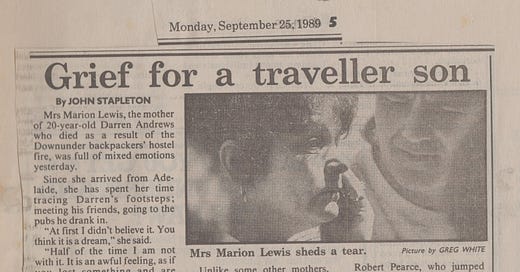 Monday, September 25, 1989 5
Grief for a traveller son
By JOHN STAPLETON
Mrs Marion Lewis, the mother
of 20-year-old Darren Andrews
who died as a result of the
Downunder backpackers' hostel
fire, was full of mixed emotions
yesterday.
Since she arrived from Ade-
laide, she has spent her time
tracing Darren's footsteps;
meeting his friends, going to the
pubs he drank in.
"At first I didn't believe it. You
think it is a dream," she said.
"Half of the time I am not
with it. It is an awful feeling, as if
you lost something and are
Mrs Marion Lewis sheds a tear.
Picture by GREG WHITE
Unlike some other mothers,
Robert Pearce, who jumped